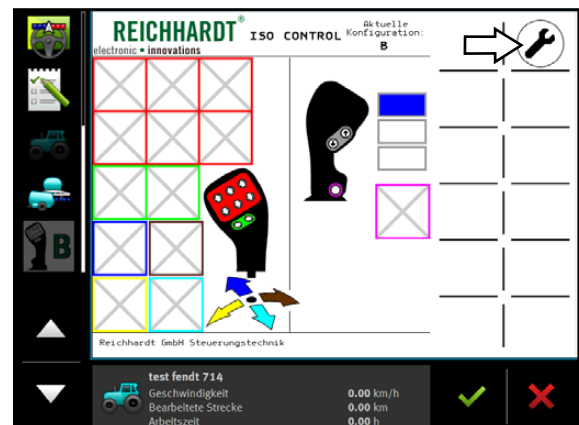 REICHHARDT®
electronic • innovations
ISO CONTROL
Aktuelle
Konfiguration:
B
B
Reichhardt GmbH Steuerungstechnik
test fendt 714
Geschwindigkeit 0.00 km/h
Bearbeitete Strecke 0.00 km
Arbeitszeit 0.00 h